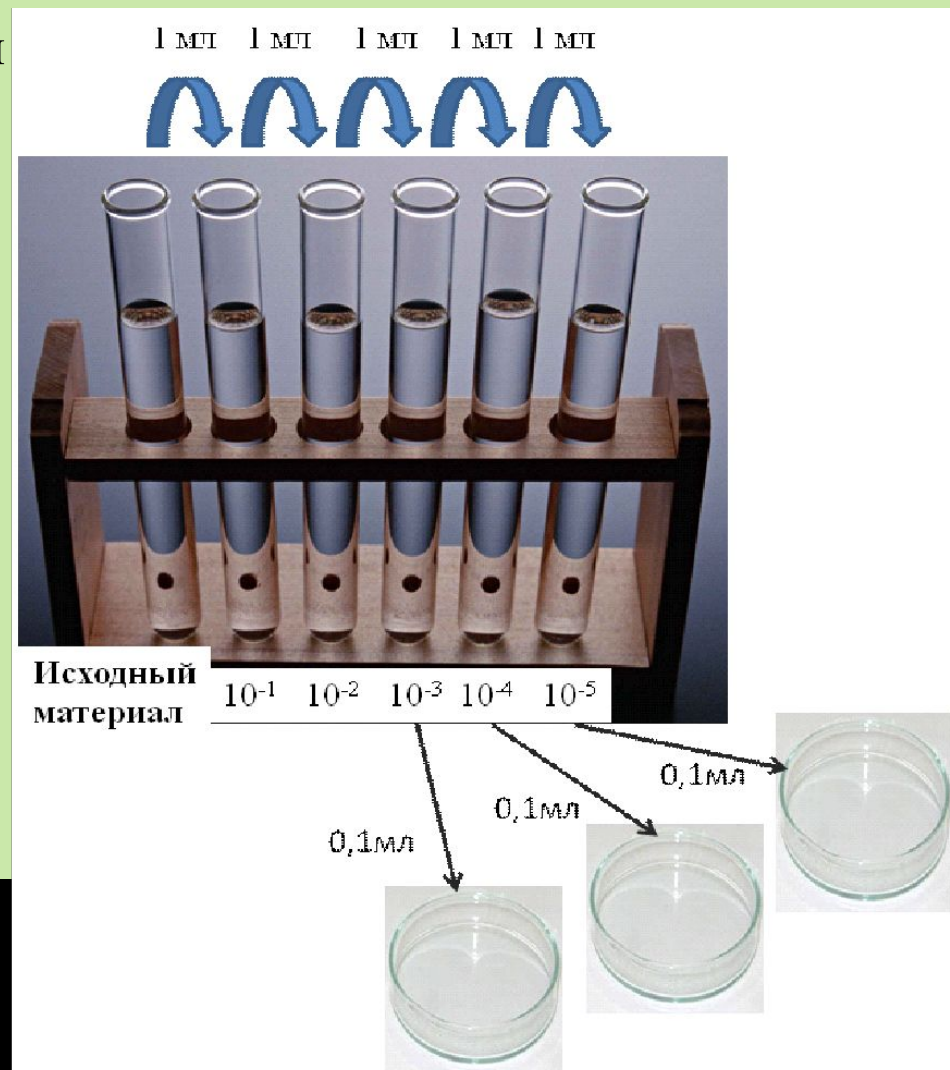 1 мл 1 мл 1 мл 1 мл 1 мл
Исходный
материал
10⁻¹ 10⁻² 10⁻³ 10⁻⁴ 10⁻⁵
0,1мл
0,1мл
0,1мл